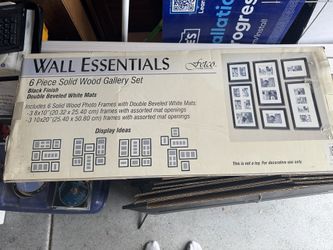 WALL ESSENTIALS
Fetco
6 Piece Solid Wood Gallery Set
Black Finish
Double Beveled White Mats
Includes 6 Solid Wood Photo Frames with Double Beveled White Mats
-3 8x10" (20.32 x 25.40 cm) frames with assorted mat openings
-3 10x20" (25.40 x 50.80 cm) frames with assorted mat openings
Display Ideas
This is not a toy. For decorative use only